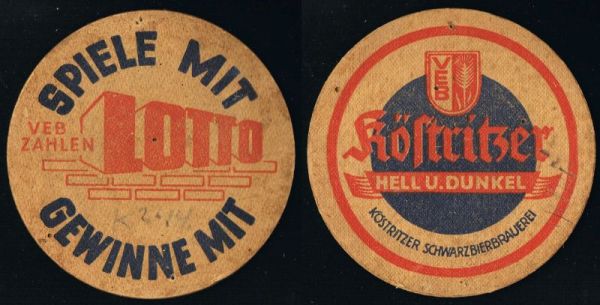 SPIELE MIT
VEB
ZAHLEN
LOTTO
GEWINNE MIT
VEB
Köstritzer
HELL U. DUNKEL
KÖSTRITZER SCHWARZBIERBRAUEREI